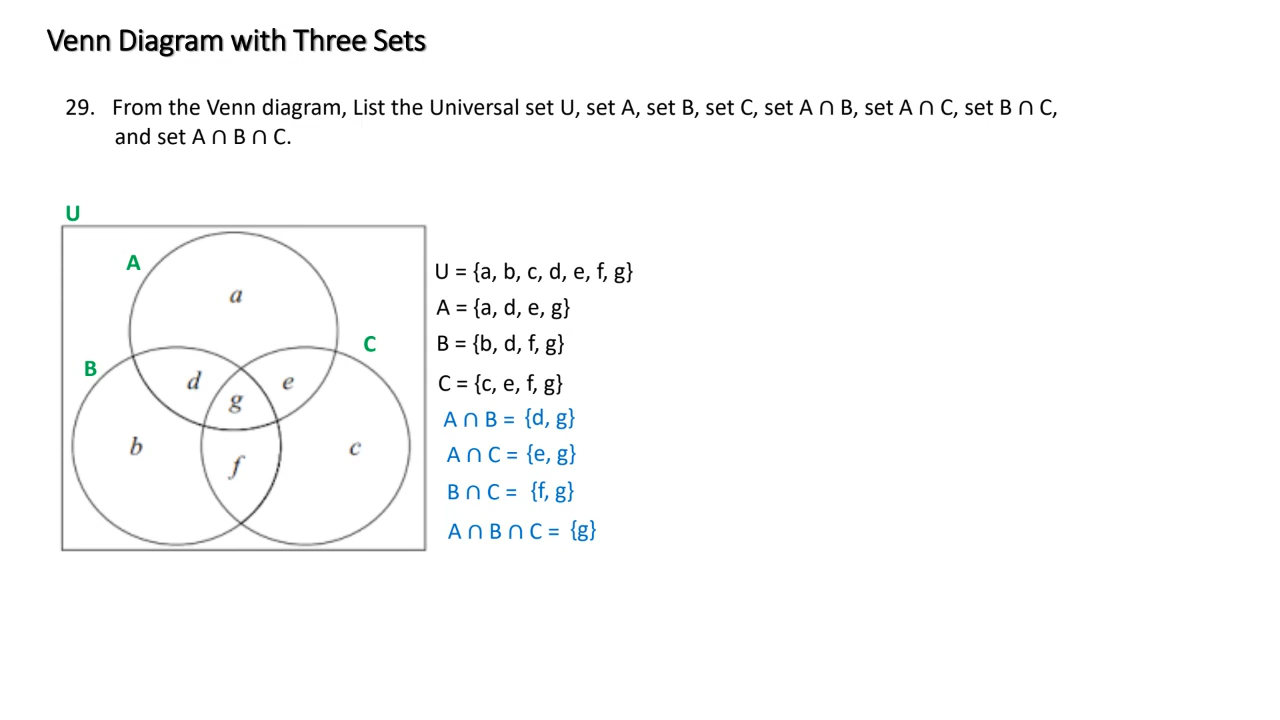 Venn Diagram with Three Sets
29. From the Venn diagram, List the Universal set U, set A, set B, set C, set A ∩ B, set A ∩ C, set B ∩ C,
and set A ∩ B ∩ C.
U
A
a
C
B
d
e
g
b
c
f
U = {a, b, c, d, e, f, g}
A = {a, d, e, g}
B = {b, d, f, g}
C = {c, e, f, g}
A ∩ B = {d, g}
A ∩ C = {e, g}
B ∩ C = {f, g}
A ∩ B ∩ C = {g}